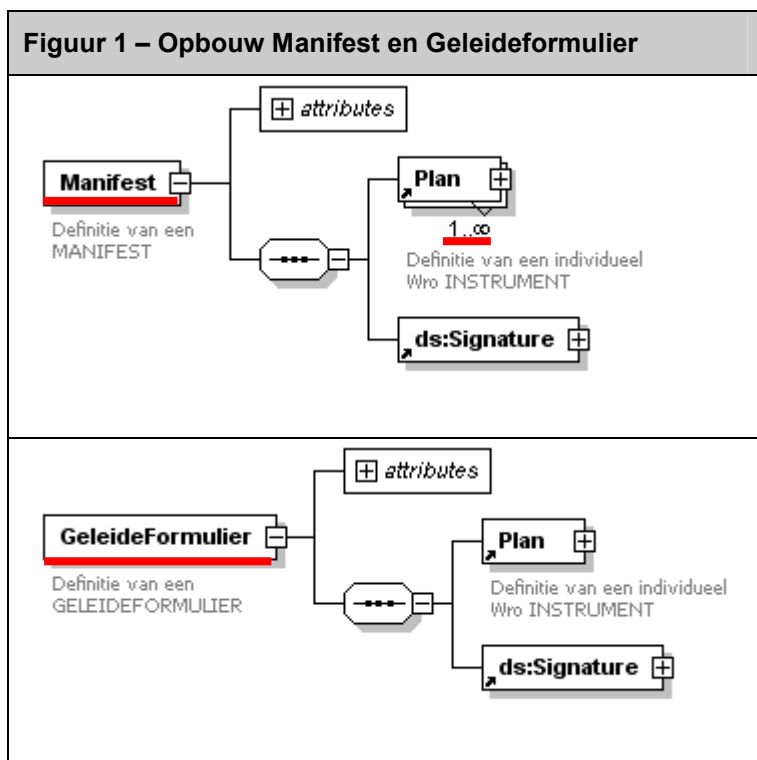 Figuur 1 – Opbouw Manifest en Geleideformulier
attributes
Manifest
Definitie van een
MANIFEST
Plan
1..∞
Definitie van een individueel
Wro INSTRUMENT
ds:Signature
attributes
GeleideFormulier
Definitie van een
GELEIDEFORMULIER
Plan
Definitie van een individueel
Wro INSTRUMENT
ds:Signature